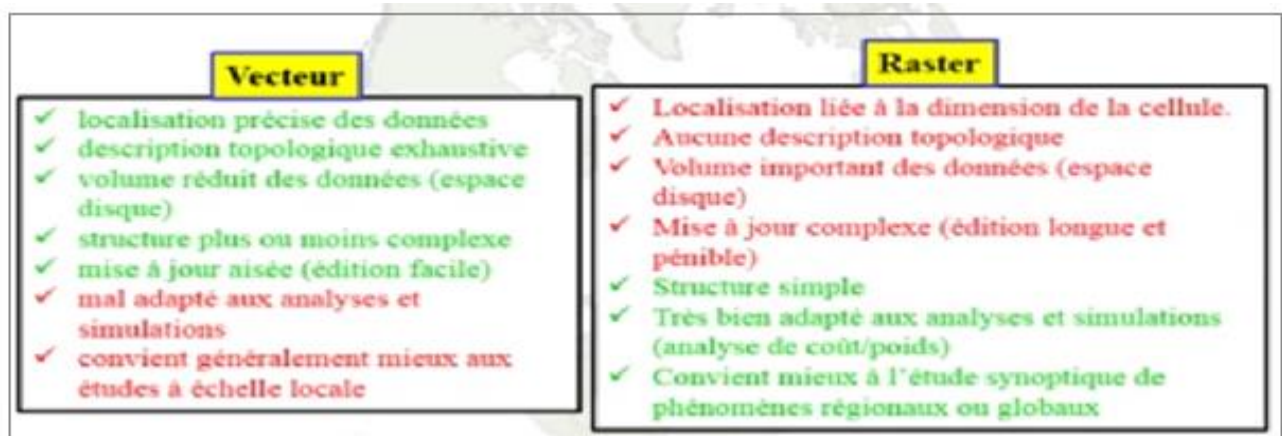 Vecteur
✓ localisation précise des données
✓ description topologique exhaustive
✓ volume réduit des données (espace
disque)
✓ structure plus ou moins complexe
✓ mise à jour aisée (édition facile)
✓ mal adapté aux analyses et
simulations
✓ convient généralement mieux aux
études à échelle locale
Raster
✓ Localisation liée à la dimension de la cellule.
✓ Aucune description topologique
✓ Volume important des données (espace
disque)
✓ Mise à jour complexe (édition longue et
pénible)
✓ Structure simple
✓ Très bien adapté aux analyses et simulations
(analyse de coût/poids)
✓ Convient mieux à l'étude synoptique de
phénomènes régionaux ou globaux